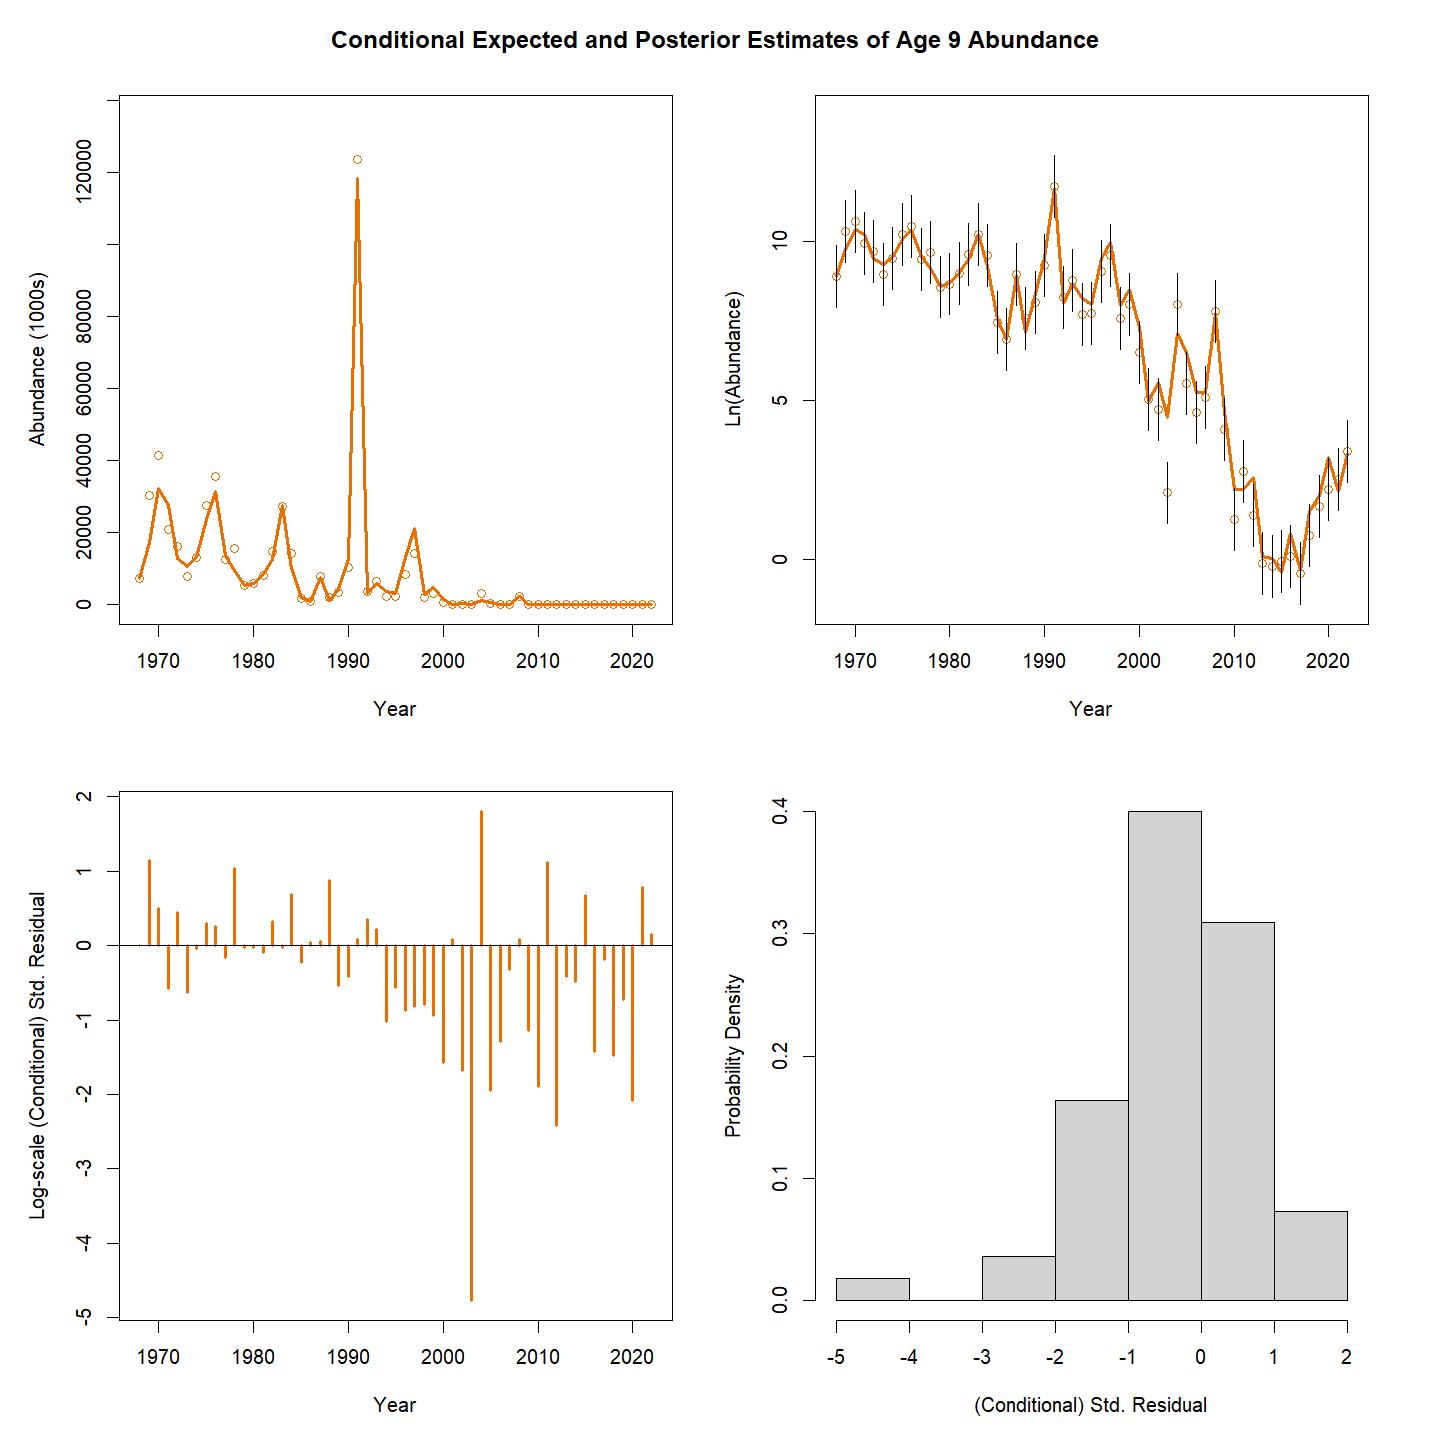 Conditional Expected and Posterior Estimates of Age 9 Abundance
Abundance (1000s)
0 20000 40000 60000 80000 120000
1970 1980 1990 2000 2010 2020
Year
Ln(Abundance)
0 5 10
1970 1980 1990 2000 2010 2020
Year
Log-scale (Conditional) Std. Residual
-5 -4 -3 -2 -1 0 1 2
1970 1980 1990 2000 2010 2020
Year
Probability Density
0.0 0.1 0.2 0.3 0.4
-5 -4 -3 -2 -1 0 1 2
(Conditional) Std. Residual